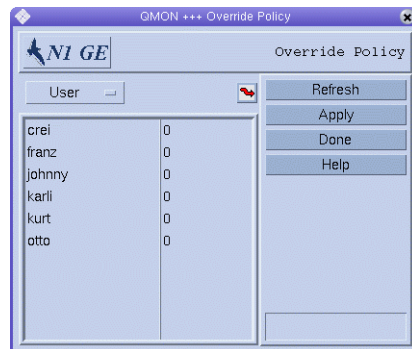 QMON +++ Override Policy
N1 GE
Override Policy
User
Refresh
Apply
Done
Help
crei 0
franz 0
johnny 0
karli 0
kurt 0
otto 0